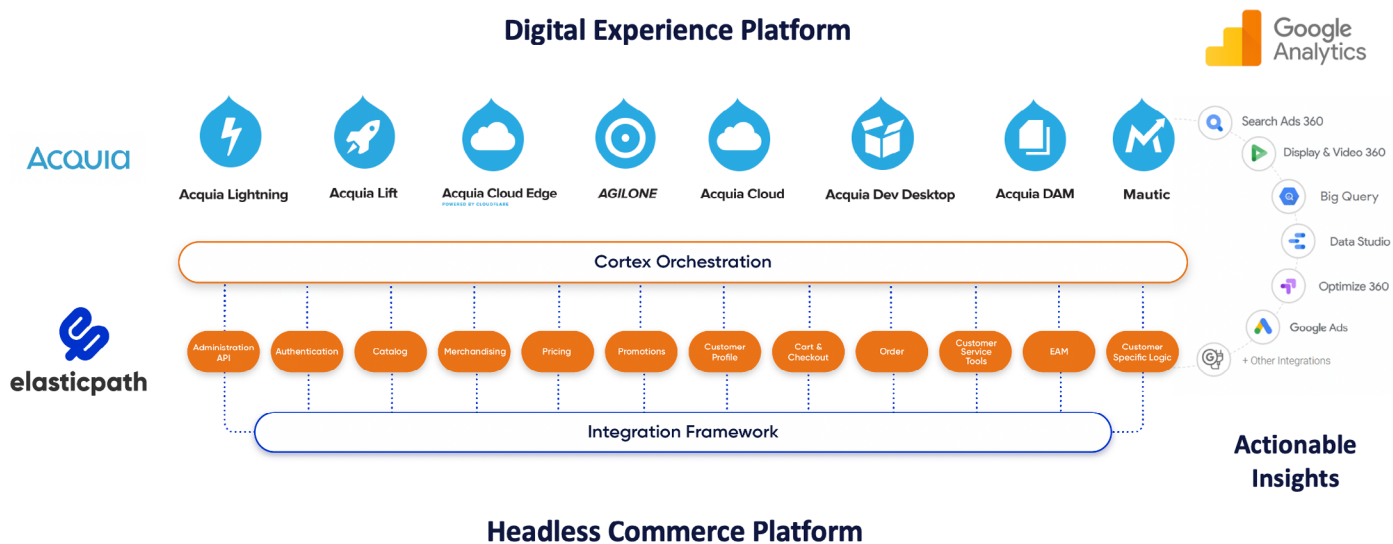 Digital Experience Platform
Google
Analytics
Acquia
Acquia Lightning
Acquia Lift
Acquia Cloud Edge
POWERED BY CLOUDFLARE
AGILONE
Acquia Cloud
Acquia Dev Desktop
Acquia DAM
Mautic
Search Ads 360
Display & Video 360
Big Query
Data Studio
Optimize 360
Google Ads
+ Other Integrations
Cortex Orchestration
elasticpath
Administration
API
Authentication
Catalog
Merchandising
Pricing
Promotions
Customer
Profile
Cart &
Checkout
Order
Customer
Service
Tools
EAM
Customer
Specific Logic
Integration Framework
Actionable
Insights
Headless Commerce Platform